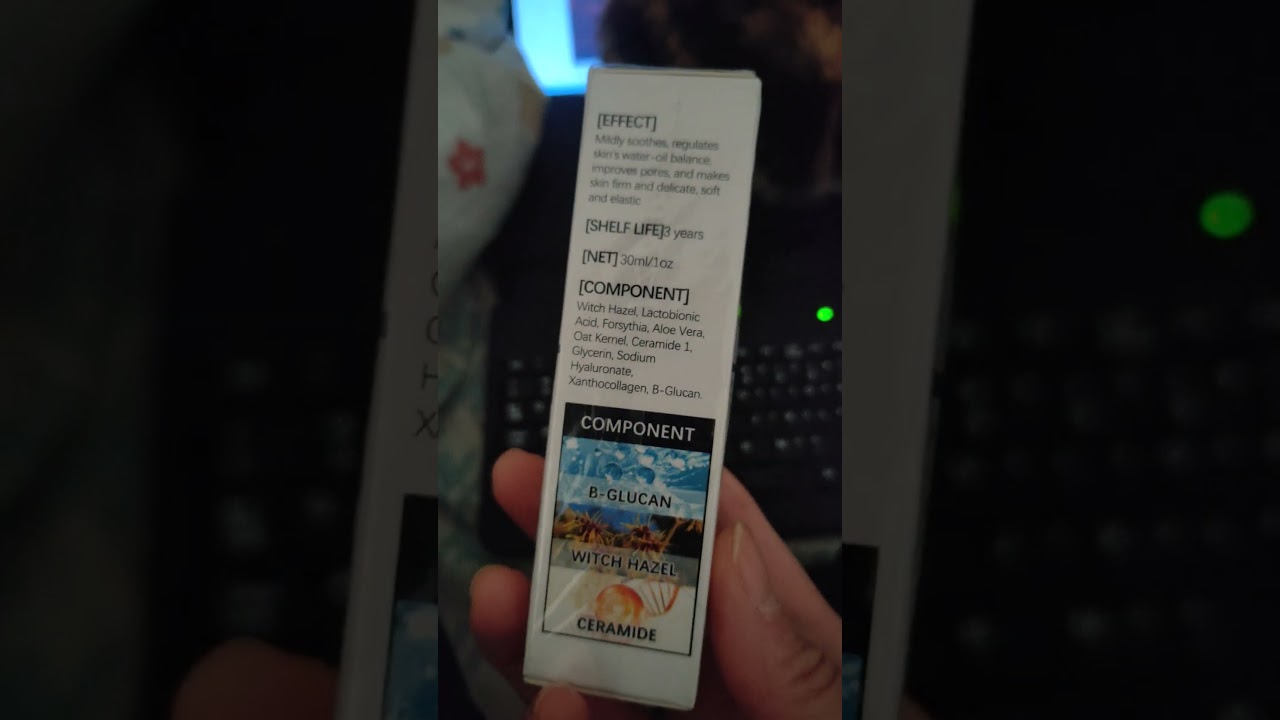 [EFFECT]
Mildly soothes, regulates
skin's water-oil balance,
improves pores, and makes
skin firm and delicate, soft
and elastic
[SHELF LIFE]3 years
[NET] 30ml/1oz
[COMPONENT]
Witch Hazel, Lactobionic
Acid, Forsythia, Aloe Vera,
Oat Kernel, Ceramide 1,
Glycerin, Sodium
Hyaluronate,
Xanthocollagen, B-Glucan.
COMPONENT
B-GLUCAN
WITCH HAZEL
CERAMIDE